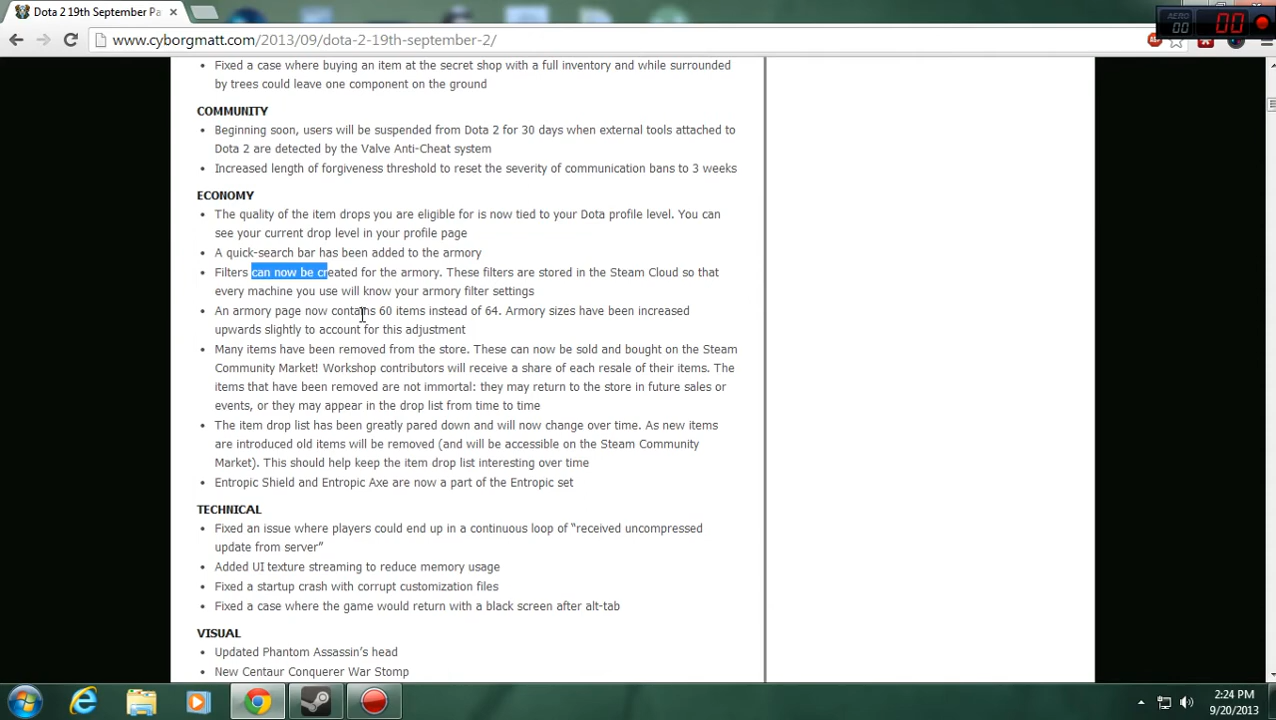 Dota 2 19th September Pa
AERO
00
00
www.cyborgmatt.com/2013/09/dota-2-19th-septem
Fixed a case where buying an item at the secret shop with a full inventory and while surrounded
by trees could leave one component on the ground
COMMUNITY
Beginning soon, users will be suspended from Dota 2 for 30 days when external tools attached to
Dota 2 are detected by the Valve Anti-Cheat system
Increased length of forgiveness threshold to reset the severity of communication bans to 3 weeks
ECONOMY
The quality of the item drops you are eligible for is now tied to your Dota profile level. You can
see your current drop level in your profile page
A quick-search bar has been added to the armory
Filters can now be created for the armory. These filters are stored in the Steam Cloud so that
every machine you use will know your armory filter settings
An armory page now contains 60 items instead of 64. Armory sizes have been increased
upwards slightly to account for this adjustment
Many items have been removed from the store. These can now be sold and bought on the Steam
Community Market! Workshop contributors will receive a share of each resale of their items. The
items that have been removed are not immortal: they may return to the store in future sales or
events, or they may appear in the drop list from time to time
The item drop list has been greatly pared down and will now change over time. As new items
are introduced old items will be removed (and will be accessible on the Steam Community
Market). This should help keep the item drop list interesting over time
Entropic Shield and Entropic Axe are now a part of the Entropic set
TECHNICAL
Fixed an issue where players could end up in a continuous loop of “received uncompressed
update from server”
Added UI texture streaming to reduce memory usage
Fixed a startup crash with corrupt customization files
Fixed a case where the game would return with a black screen after alt-tab
VISUAL
Updated Phantom Assassin’s head
New Centaur Conquerer War Stomp
2:24 PM
9/20/2013